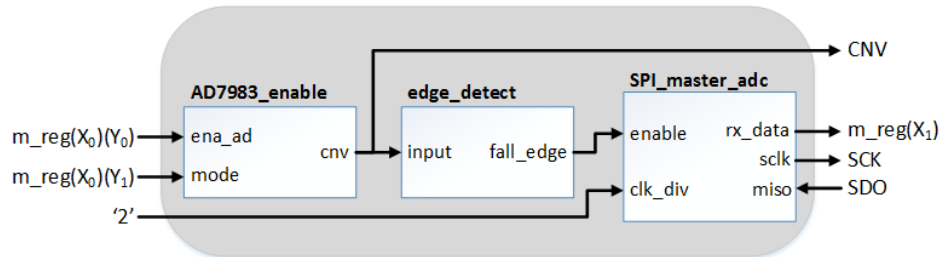 CNV
AD7983_enable
edge_detect
SPI_master_adc
m_reg(X₀)(Y₀)
ena_ad
cnv
input
fall_edge
enable
rx_data
m_reg(X₁)
sclk
SCK
m_reg(X₀)(Y₁)
mode
clk_div
miso
SDO
‘2’